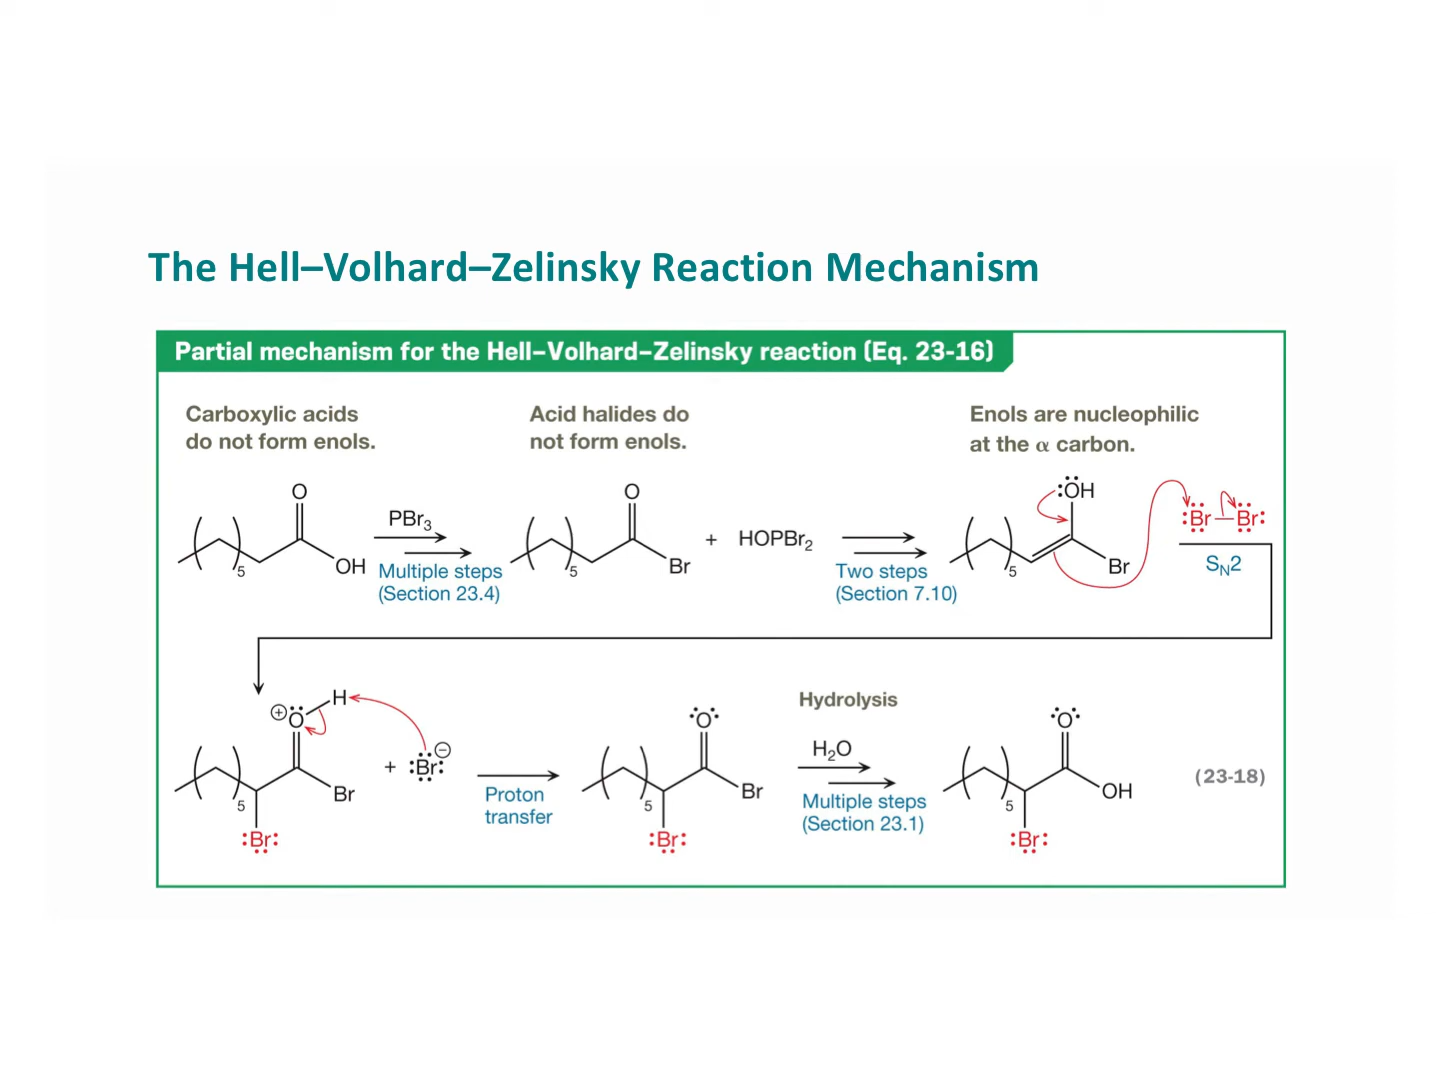 The Hell–Volhard–Zelinsky Reaction Mechanism
Partial mechanism for the Hell–Volhard–Zelinsky reaction (Eq. 23-16)
Carboxylic acids
do not form enols.
Acid halides do
not form enols.
Enols are nucleophilic
at the α carbon.
O
OH
5
PBr₃
Multiple steps
(Section 23.4)
O
Br
5
+ HOPBr₂
Two steps
(Section 7.10)
:ÖH
Br
5
:Br–Br:
Sₙ2
⊕
O
H
Br
5
:Br:
+ :Br:
⊖
Proton
transfer
O
Br
5
:Br:
Hydrolysis
H₂O
Multiple steps
(Section 23.1)
O
OH
5
:Br:
(23-18)